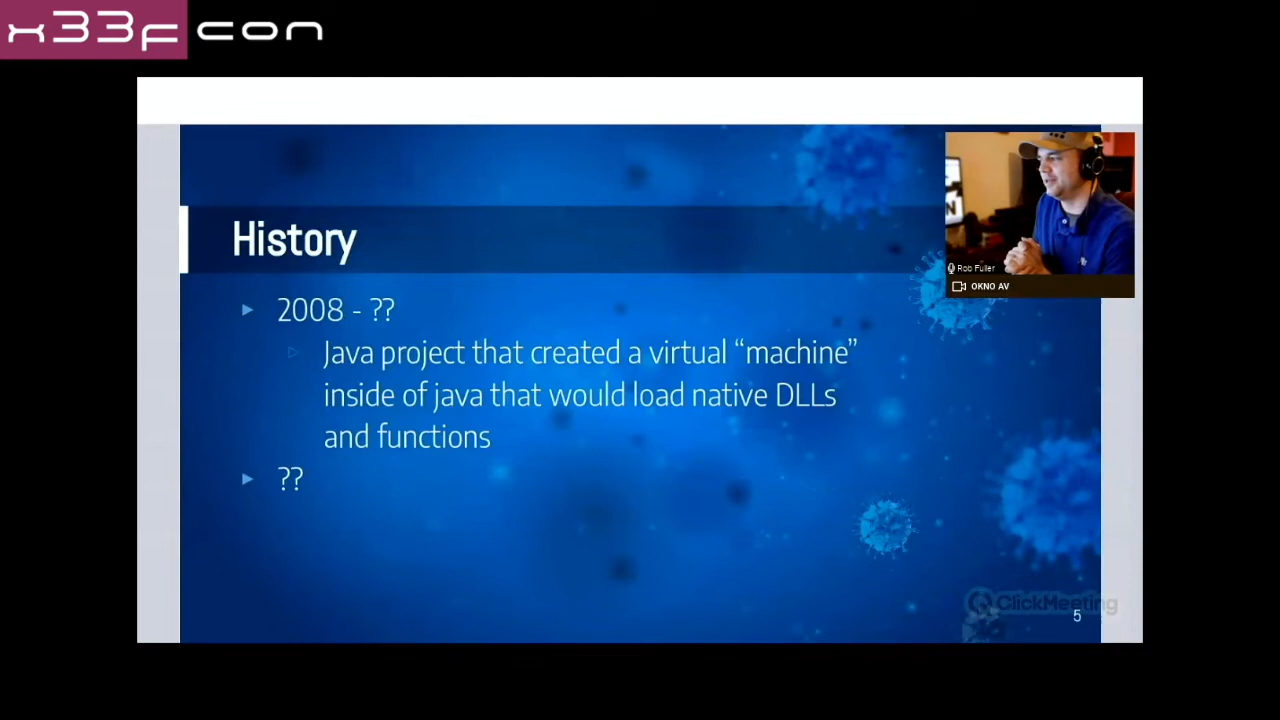 x33fcon
History
Rob Fuller
OKNO AV
2008 - ??
Java project that created a virtual “machine”
inside of java that would load native DLLs
and functions
??
ClickMeeting
5